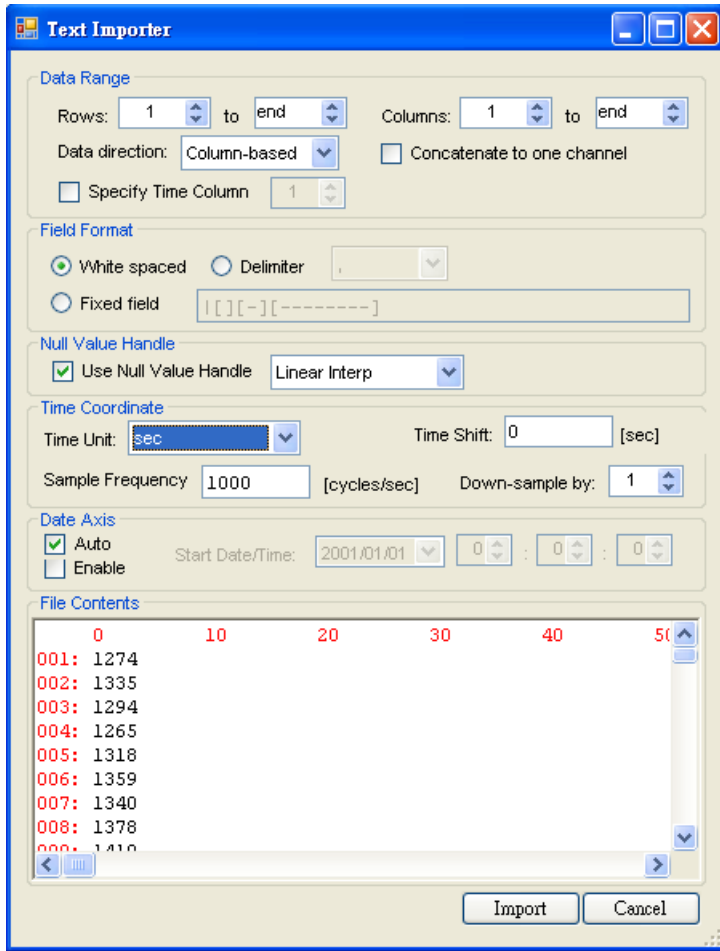 Text Importer
Data Range
Rows: 1 to end Columns: 1 to end
Data direction: Column-based Concatenate to one channel
Specify Time Column 1
Field Format
White spaced Delimiter ,
Fixed field |[][-][--------]
Null Value Handle
Use Null Value Handle Linear Interp
Time Coordinate
Time Unit: sec Time Shift: 0 [sec]
Sample Frequency 1000 [cycles/sec] Down-sample by: 1
Date Axis
Auto
Enable Start Date/Time: 2001/01/01 0 : 0 : 0
File Contents
0 10 20 30 40 50
001: 1274
002: 1335
003: 1294
004: 1265
005: 1318
006: 1359
007: 1340
008: 1378
009: 1410
Import Cancel